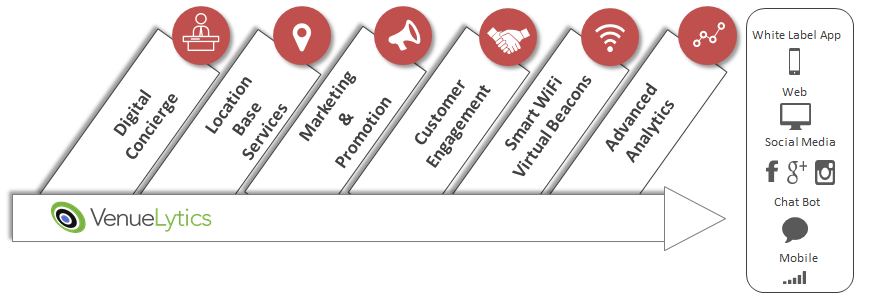 Digital
Concierge
Location
Base
Services
Marketing
&
Promotion
Customer
Engagement
Smart WiFi
Virtual Beacons
Advanced
Analytics
VenueLytics
White Label App
Web
Social Media
f g+
Chat Bot
Mobile